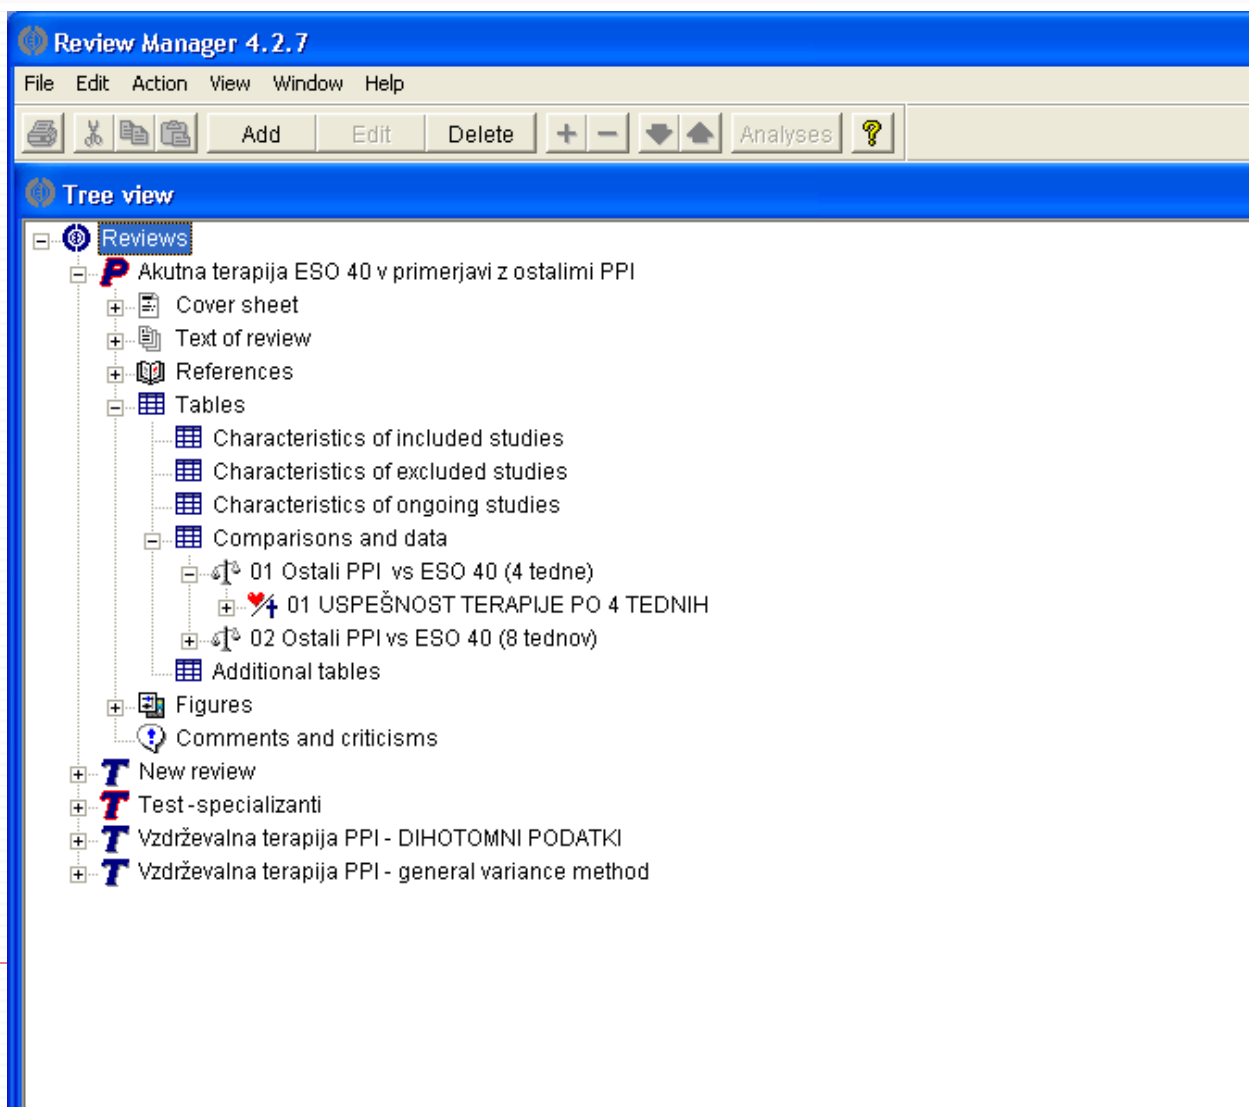 Review Manager 4.2.7
File Edit Action View Window Help
Add Edit Delete Analyses
Tree view
Reviews
Akutna terapija ESO 40 v primerjavi z ostalimi PPI
Cover sheet
Text of review
References
Tables
Characteristics of included studies
Characteristics of excluded studies
Characteristics of ongoing studies
Comparisons and data
01 Ostali PPI vs ESO 40 (4 tedne)
01 USPEŠNOST TERAPIJE PO 4 TEDNIH
02 Ostali PPI vs ESO 40 (8 tednov)
Additional tables
Figures
Comments and criticisms
New review
Test -specializanti
Vzdrževalna terapija PPI - DIHOTOMNI PODATKI
Vzdrževalna terapija PPI - general variance method